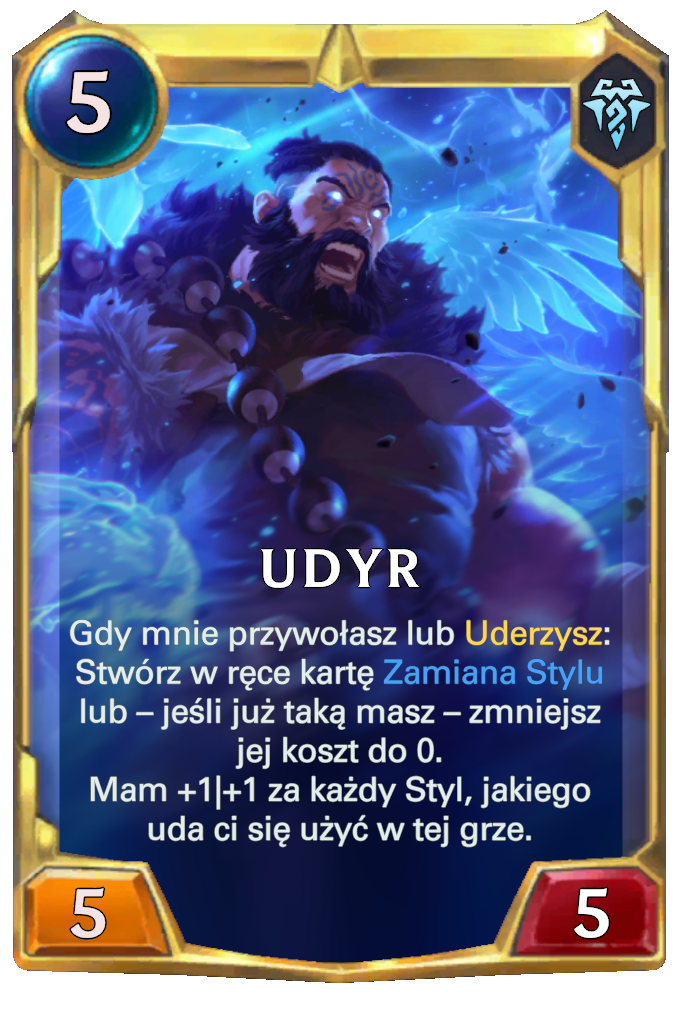 5
UDYR
Gdy mnie przywołasz lub Uderzysz:
Stwórz w ręce kartę Zamiana Stylu
lub – jeśli już taką masz – zmniejsz
jej koszt do 0.
Mam +1|+1 za każdy Styl, jakiego
uda ci się użyć w tej grze.
5
5